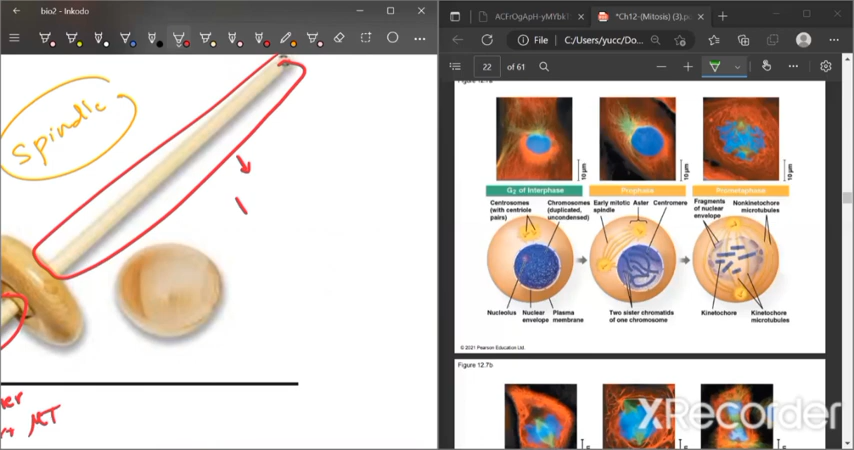 bio2 - Inkodo
Spindle
MT
ACFrOgApH-yMYbk
*Ch12-(Mitosis) (3).pdf
File
C:/Users/yucc/Do...
22
of 61
10 µm
10 µm
10 µm
G₂ of Interphase
Prophase
Prometaphase
Centrosomes
(with centriole
pairs)
Chromosomes
(duplicated,
uncondensed)
Early mitotic
spindle
Aster
Centromere
Fragments
of nuclear
envelope
Nonkinetochore
microtubules
Nucleolus
Nuclear
envelope
Plasma
membrane
Two sister chromatids
of one chromosome
Kinetochore
Kinetochore
microtubules
© 2021 Pearson Education Ltd.
Figure 12.7b
XRecorder